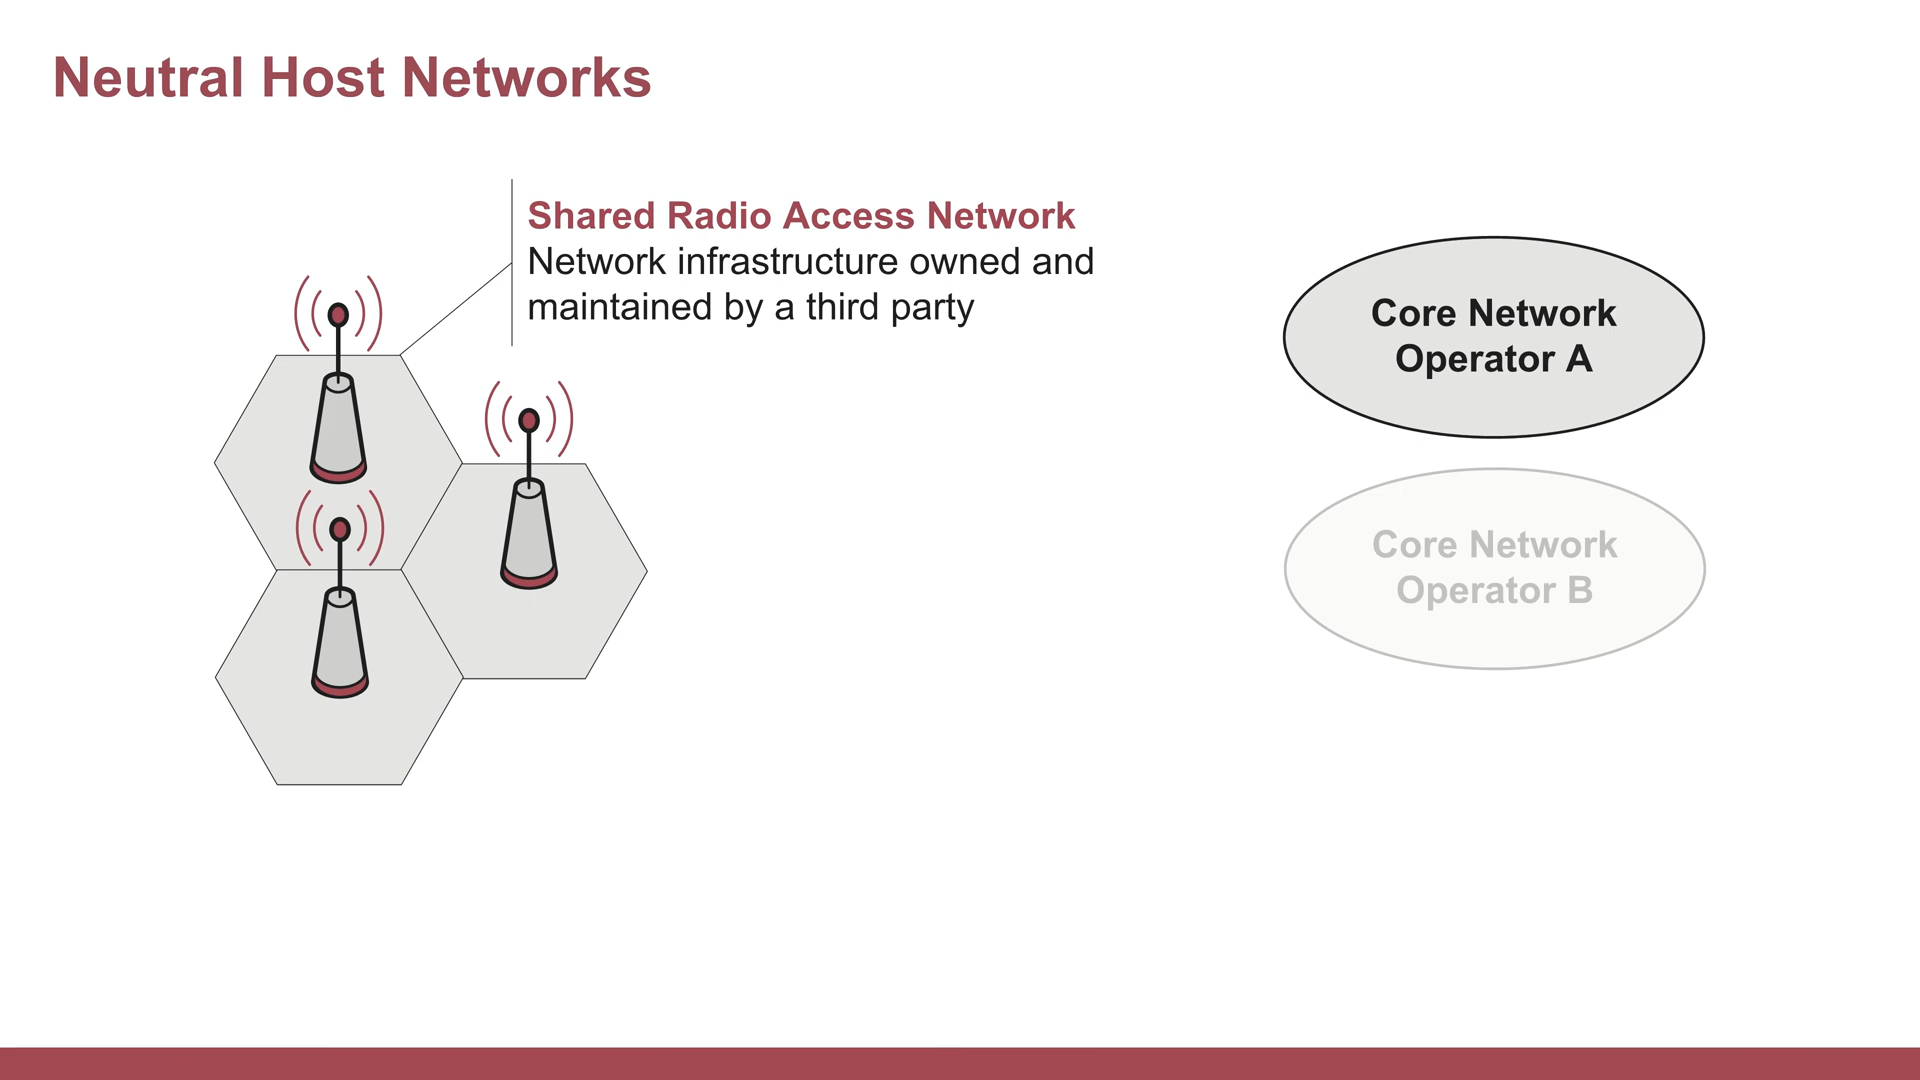 Neutral Host Networks
Shared Radio Access Network
Network infrastructure owned and
maintained by a third party
Core Network
Operator A
Core Network
Operator B